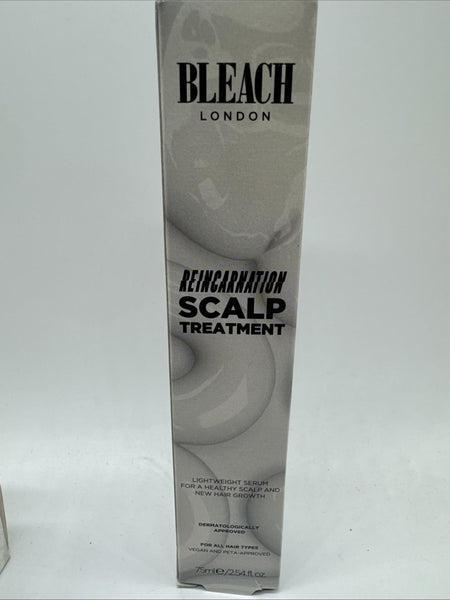 BLEACH
LONDON
REINCARNATION
SCALP
TREATMENT
LIGHTWEIGHT SERUM
FOR A HEALTHY SCALP AND
NEW HAIR GROWTH
DERMATOLOGICALLY
APPROVED
FOR ALL HAIR TYPES
VEGAN AND PETA-APPROVED
75ml℮/2.54.fl.oz